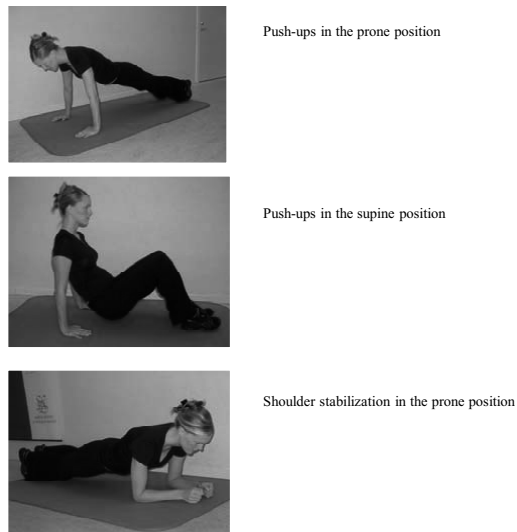 Push-ups in the prone position
Push-ups in the supine position
Shoulder stabilization in the prone position